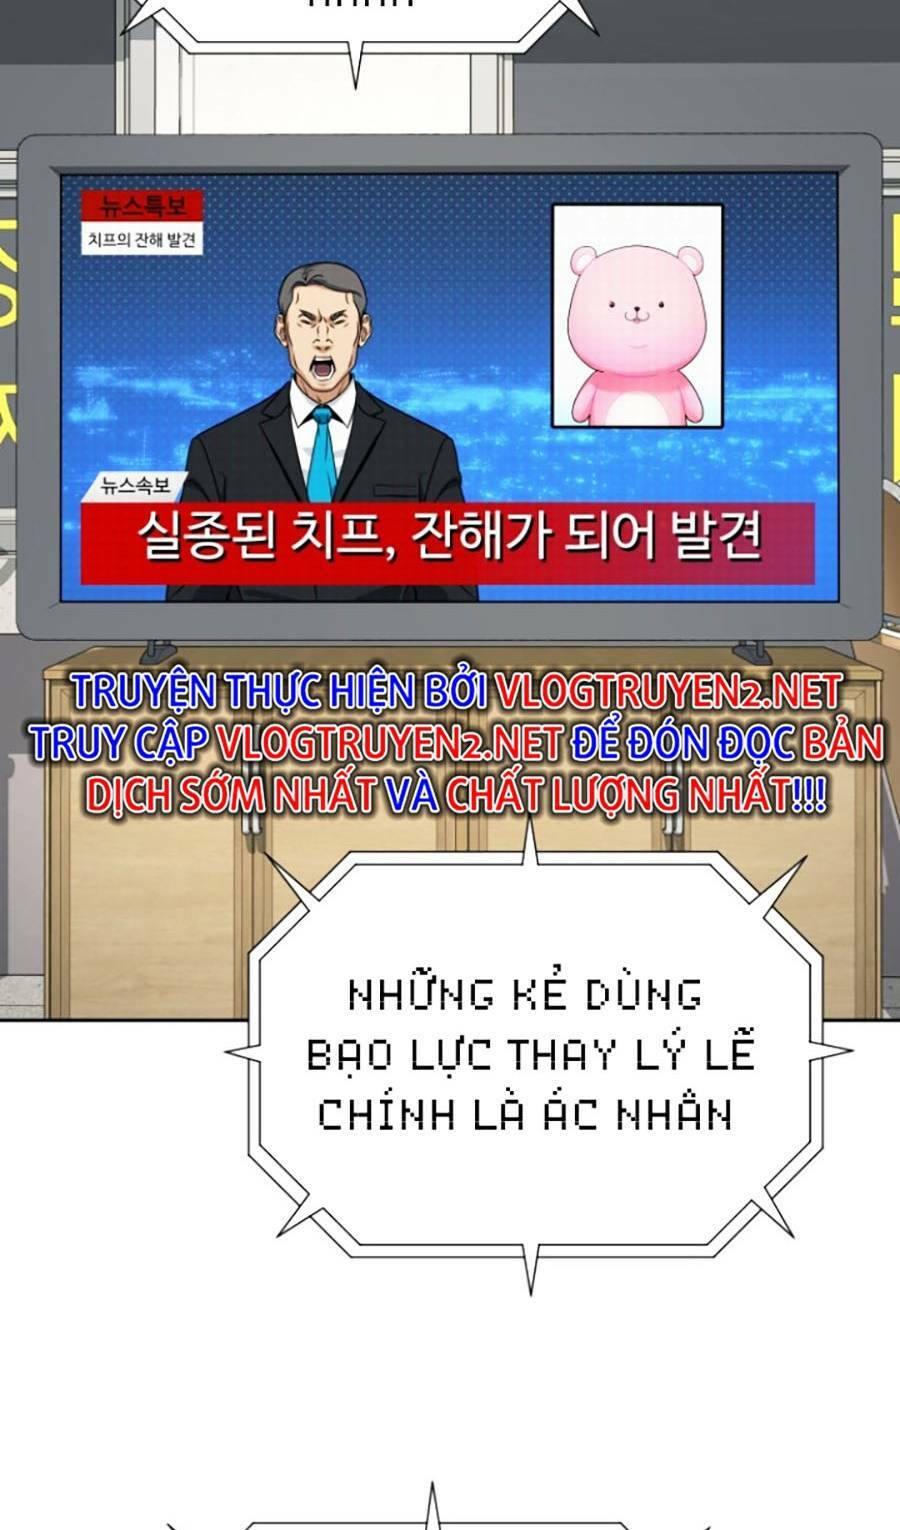 뉴스특보
치프의 잔해 발견
뉴스속보
실종된 치프, 잔해가 되어 발견
TRUYỆN THỰC HIỆN BỞI VLOGTRUYEN2.NET
TRUY CẬP VLOGTRUYEN2.NET ĐỂ ĐÓN ĐỌC BẢN
DỊCH SỚM NHẤT VÀ CHẤT LƯỢNG NHẤT!!!
NHỮNG KẺ DÙNG
BẠO LỰC THAY LÝ LẼ
CHÍNH LÀ ÁC NHÂN